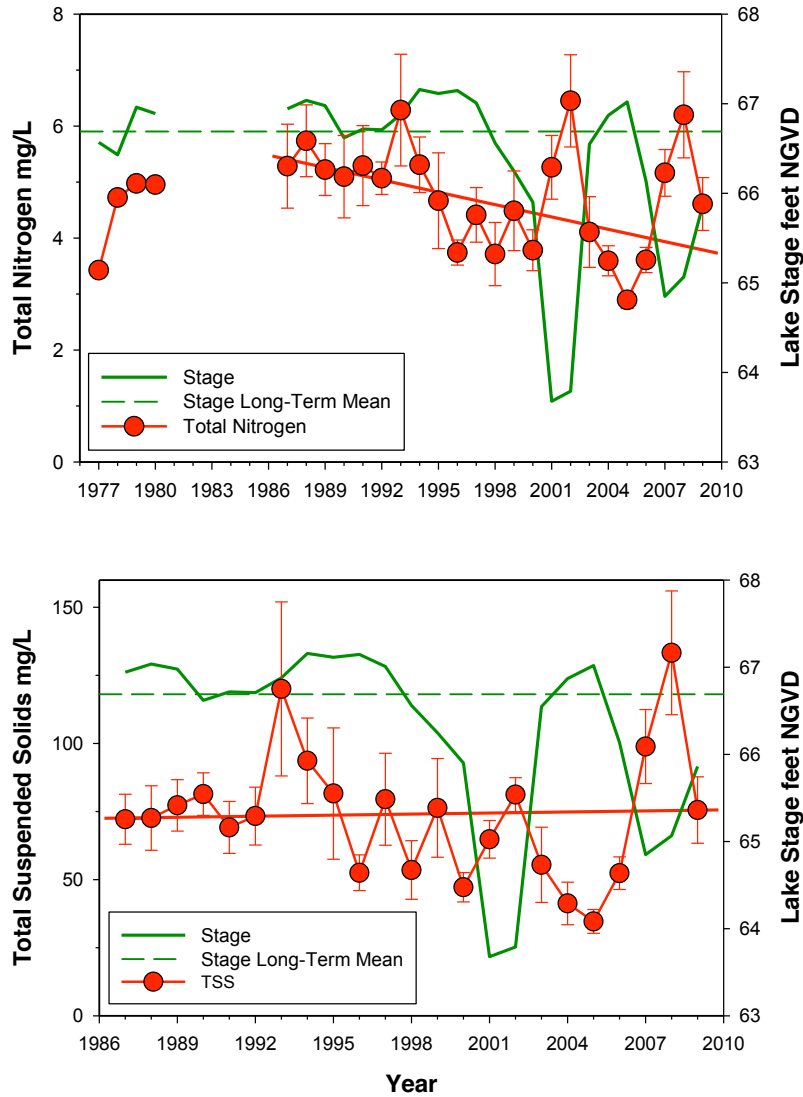 Total Nitrogen mg/L
8
6
4
2
0
68
67
66
65
64
63
Lake Stage feet NGVD
Stage
Stage Long-Term Mean
Total Nitrogen
1977 1980 1983 1986 1989 1992 1995 1998 2001 2004 2007 2010
Total Suspended Solids mg/L
150
100
50
0
68
67
66
65
64
63
Lake Stage feet NGVD
Stage
Stage Long-Term Mean
TSS
1986 1989 1992 1995 1998 2001 2004 2007 2010
Year